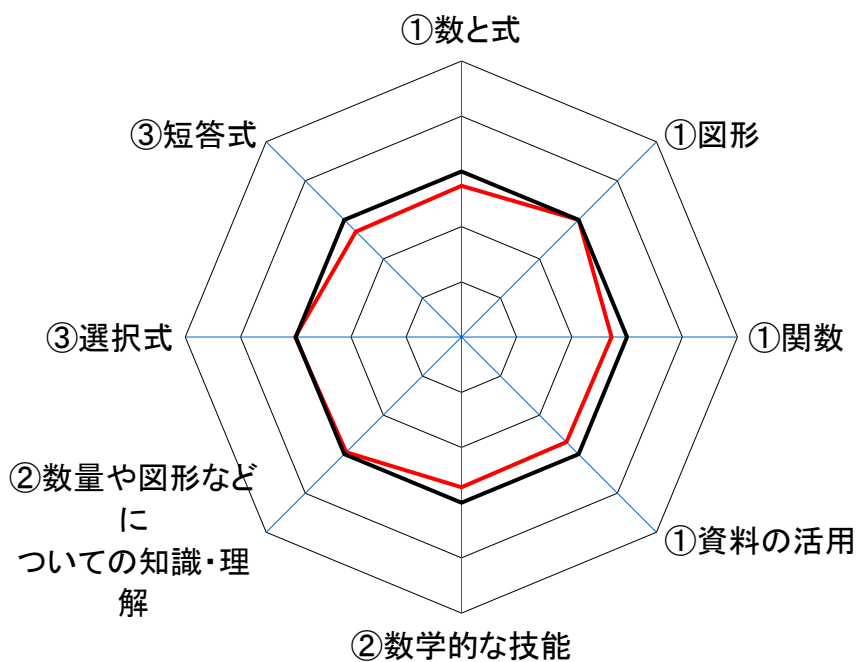 ①数と式
③短答式
①図形
③選択式
①関数
②数量や図形など
に
ついての知識・理
解
①資料の活用
②数学的な技能